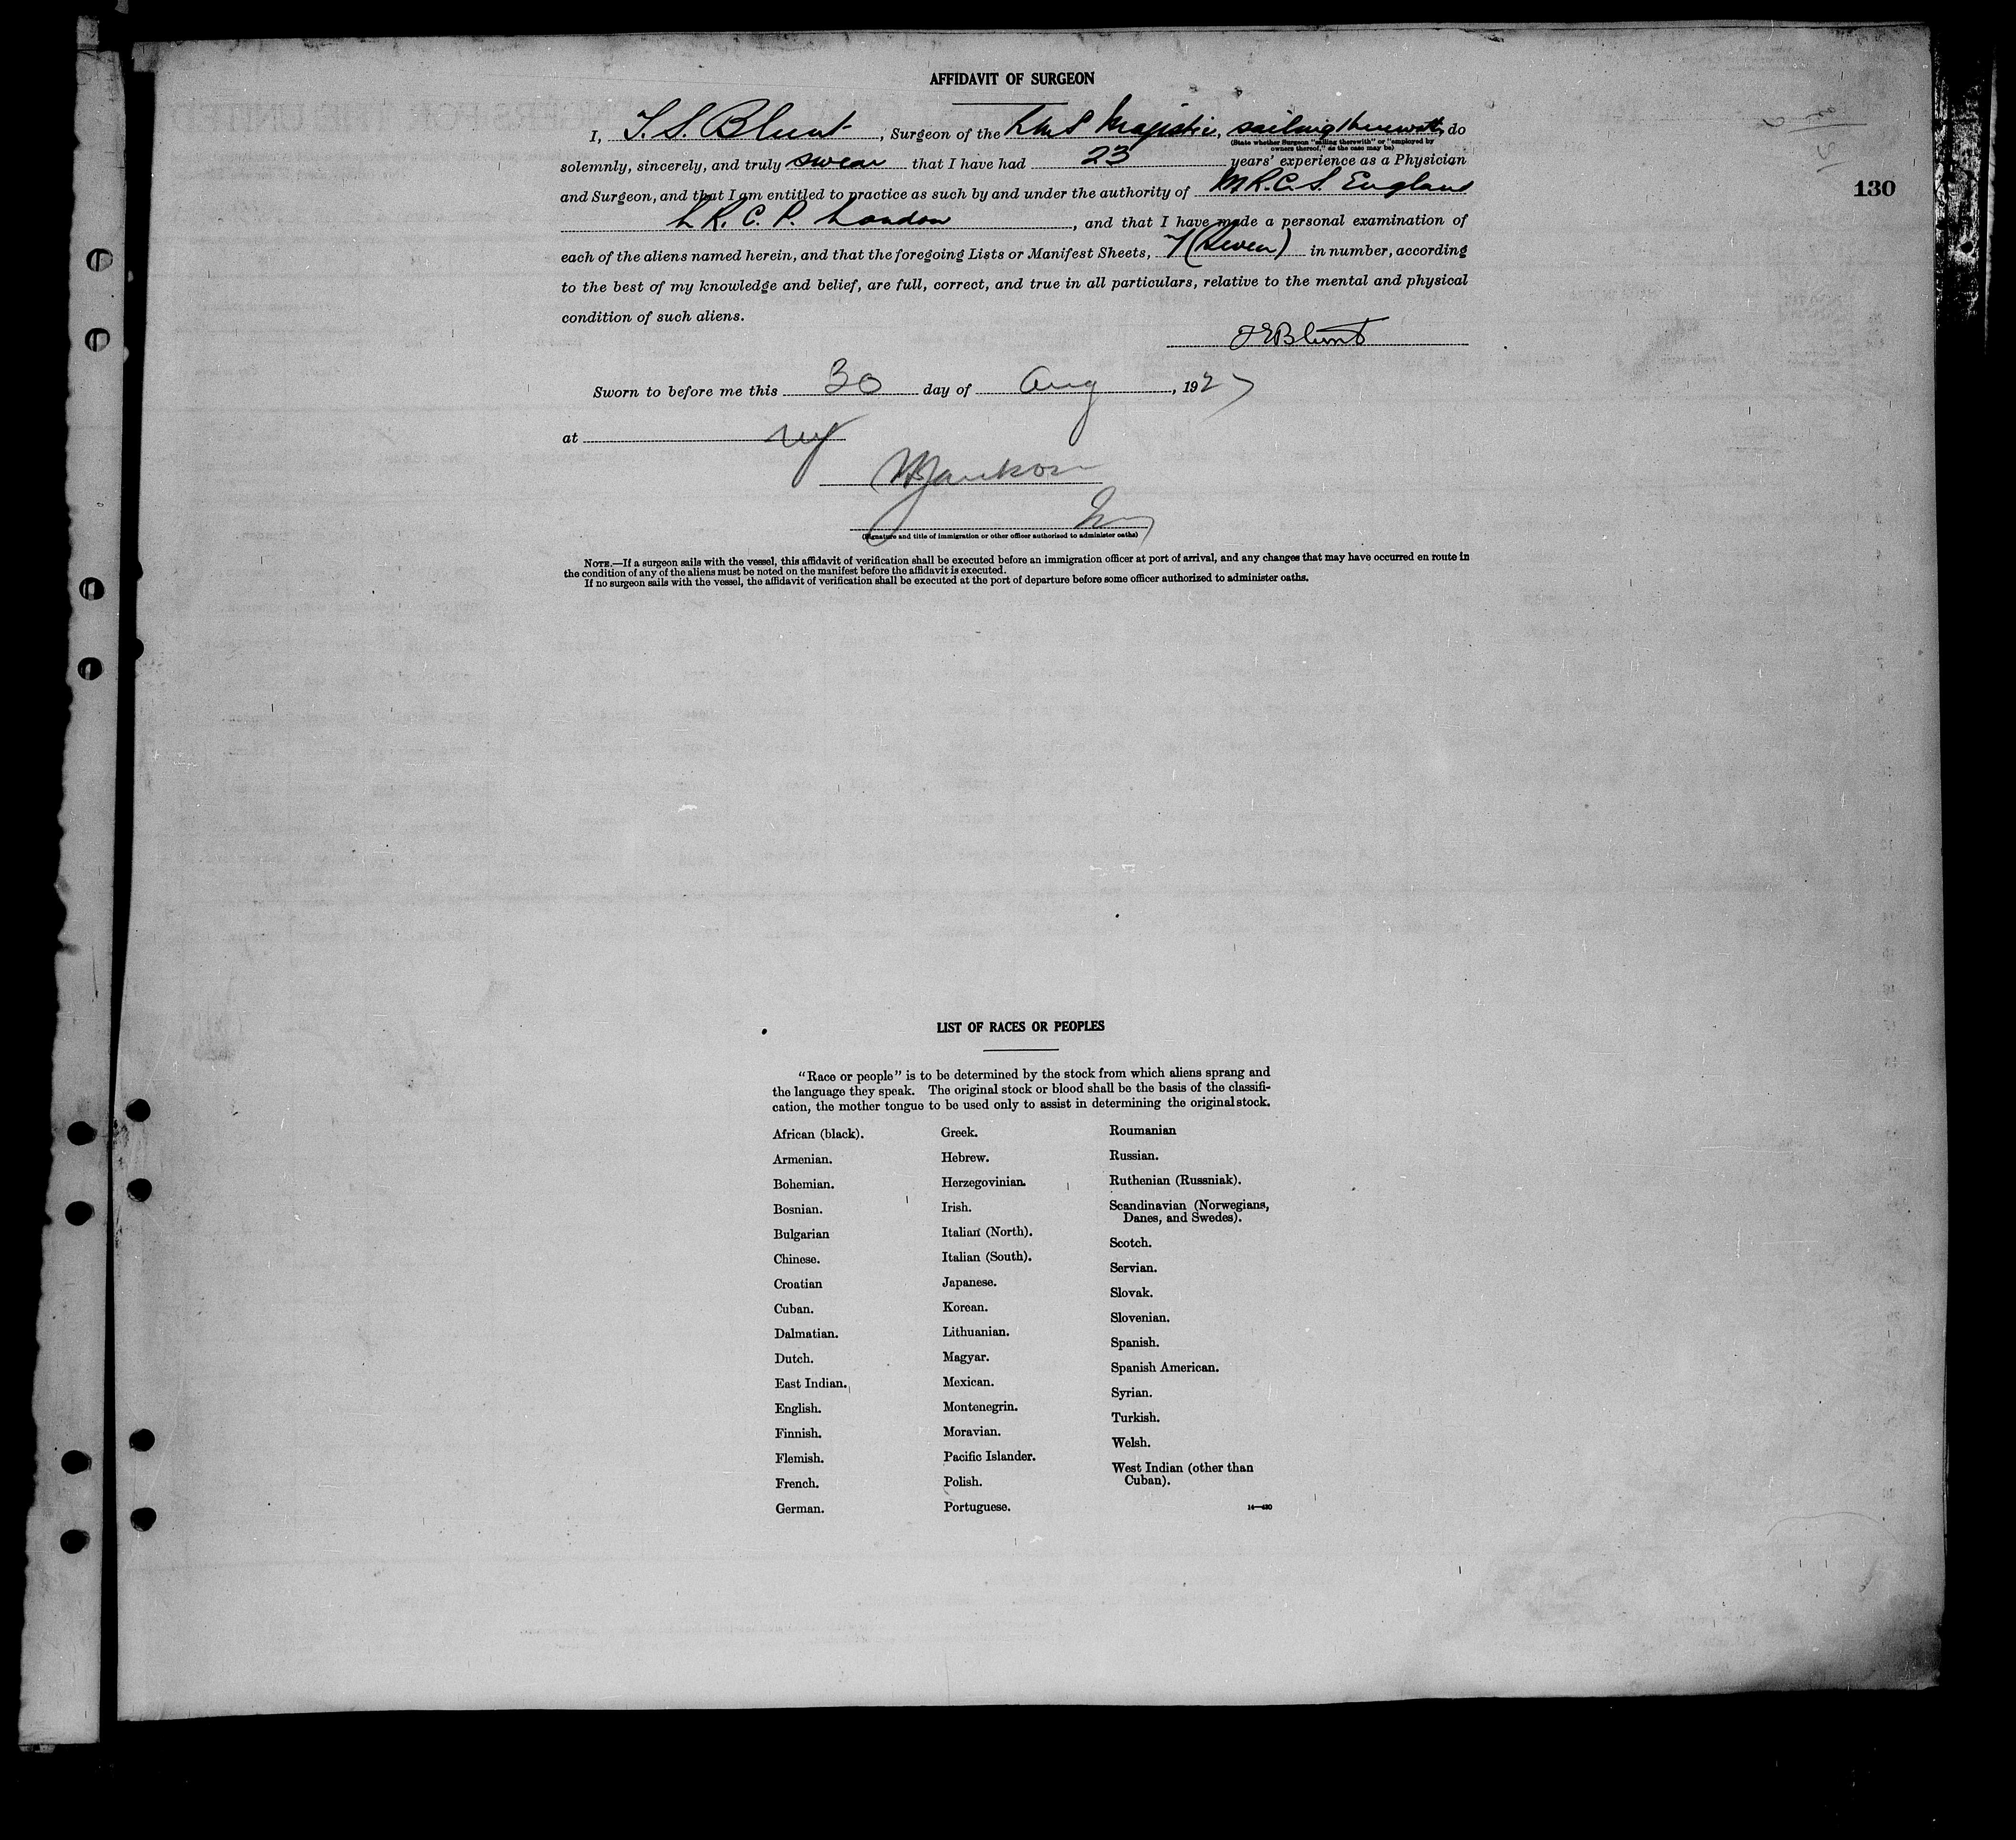 AFFIDAVIT OF SURGEON
I, T.S. Blunt, Surgeon of the RMS Majestic, sailing therewith, do
(State whether Surgeon "sailing therewith" or "employed by
owners thereof," as the case may be)
solemnly, sincerely, and truly swear that I have had 23 years' experience as a Physician
and Surgeon, and that I am entitled to practice as such by and under the authority of M.R.C.S. England
130
L.R.C.P. London, and that I have made a personal examination of
each of the aliens named herein, and that the foregoing Lists or Manifest Sheets, 7 (Seven) in number, according
to the best of my knowledge and belief, are full, correct, and true in all particulars, relative to the mental and physical
condition of such aliens.
Blunt
Sworn to before me this 30 day of Aug, 1927
at NY
(Signature and title of immigration or other officer authorized to administer oaths)
NOTE.—If a surgeon sails with the vessel, this affidavit of verification shall be executed before an immigration officer at port of arrival, and any changes that may have occurred en route in
the condition of any of the aliens must be noted on the manifest before the affidavit is executed.
If no surgeon sails with the vessel, the affidavit of verification shall be executed at the port of departure before some officer authorized to administer oaths.
LIST OF RACES OR PEOPLES
"Race or people" is to be determined by the stock from which aliens sprang and
the language they speak. The original stock or blood shall be the basis of the classifi-
cation, the mother tongue to be used only to assist in determining the original stock.
African (black).
Armenian.
Bohemian.
Bosnian.
Bulgarian
Chinese.
Croatian
Cuban.
Dalmatian.
Dutch.
East Indian.
English.
Finnish.
Flemish.
French.
German.
Greek.
Hebrew.
Herzegovinian.
Irish.
Italian (North).
Italian (South).
Japanese.
Korean.
Lithuanian.
Magyar.
Mexican.
Montenegrin.
Moravian.
Pacific Islander.
Polish.
Portuguese.
Roumanian
Russian.
Ruthenian (Russniak).
Scandinavian (Norwegians,
Danes, and Swedes).
Scotch.
Servian.
Slovak.
Slovenian.
Spanish.
Spanish American.
Syrian.
Turkish.
Welsh.
West Indian (other than
Cuban).
14—430